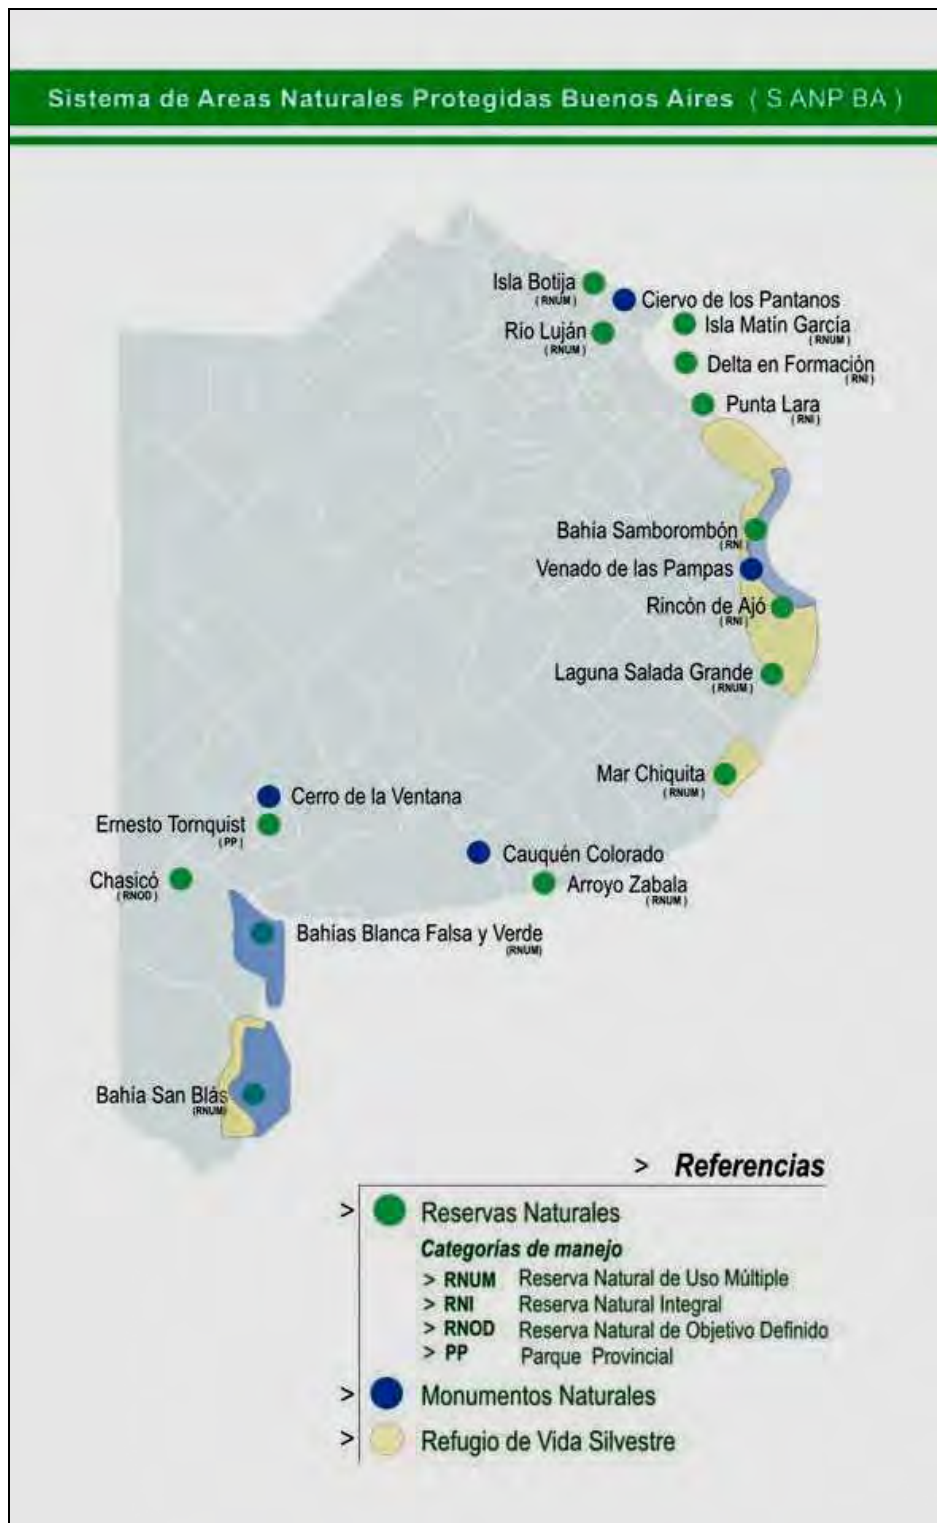 Sistema de Areas Naturales Protegidas Buenos Aires ( S ANP BA )
Isla Botija
( RNUM )
Ciervo de los Pantanos
Río Luján
( RNUM )
Isla Matín García
( RNUM )
Delta en Formación
( RNI )
Punta Lara
( RNI )
Bahía Samborombón
( RNI )
Venado de las Pampas
Rincón de Ajó
( RNI )
Laguna Salada Grande
( RNUM )
Mar Chiquita
( RNUM )
Cerro de la Ventana
Ernesto Tornquist
( PP )
Cauquén Colorado
Chasicó
( RNOD )
Arroyo Zabala
( RNUM )
Bahías Blanca Falsa y Verde
(RNUM)
Bahía San Blás
(RNUM)
> Referencias
> Reservas Naturales
Categorías de manejo
> RNUM Reserva Natural de Uso Múltiple
> RNI Reserva Natural Integral
> RNOD Reserva Natural de Objetivo Definido
> PP Parque Provincial
> Monumentos Naturales
> Refugio de Vida Silvestre